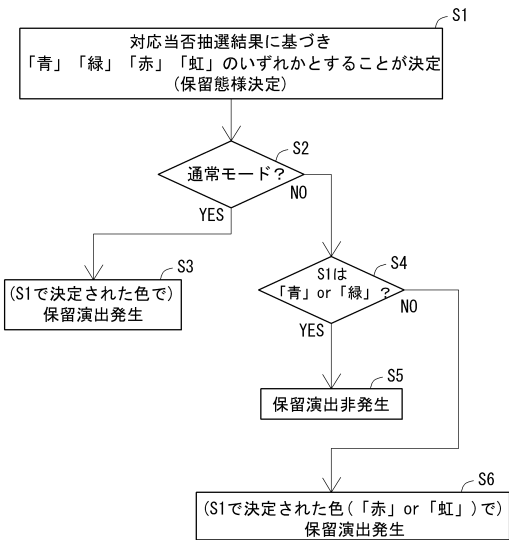 S1
対応当否抽選結果に基づき
「青」「緑」「赤」「虹」のいずれかとすることが決定
(保留態様決定)
S2
通常モード?
NO
YES
S3
(S1で決定された色で)
保留演出発生
S4
S1は
「青」or「緑」?
NO
YES
S5
保留演出非発生
S6
(S1で決定された色(「赤」or「虹」)で)
保留演出発生